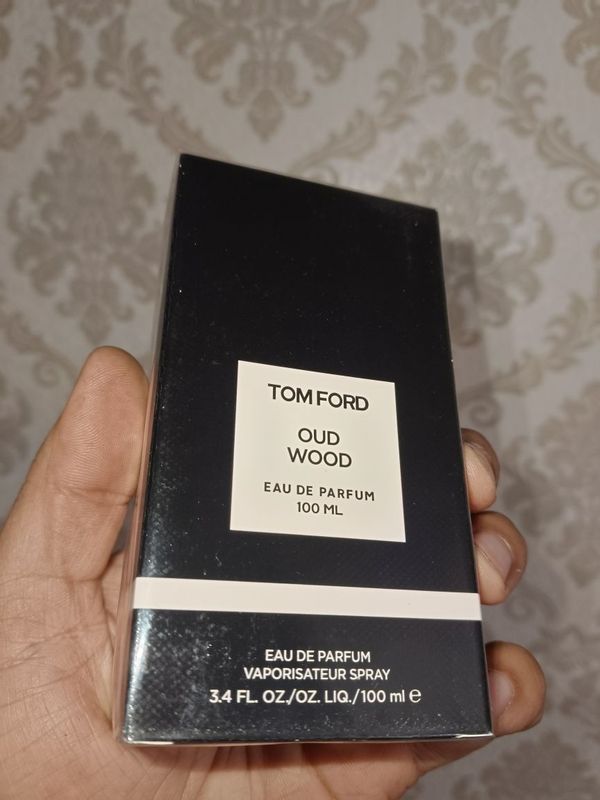 TOM FORD
OUD
WOOD
EAU DE PARFUM
100 ML
EAU DE PARFUM
VAPORISATEUR SPRAY
3.4 FL. OZ./OZ. LIQ./100 ml ℮